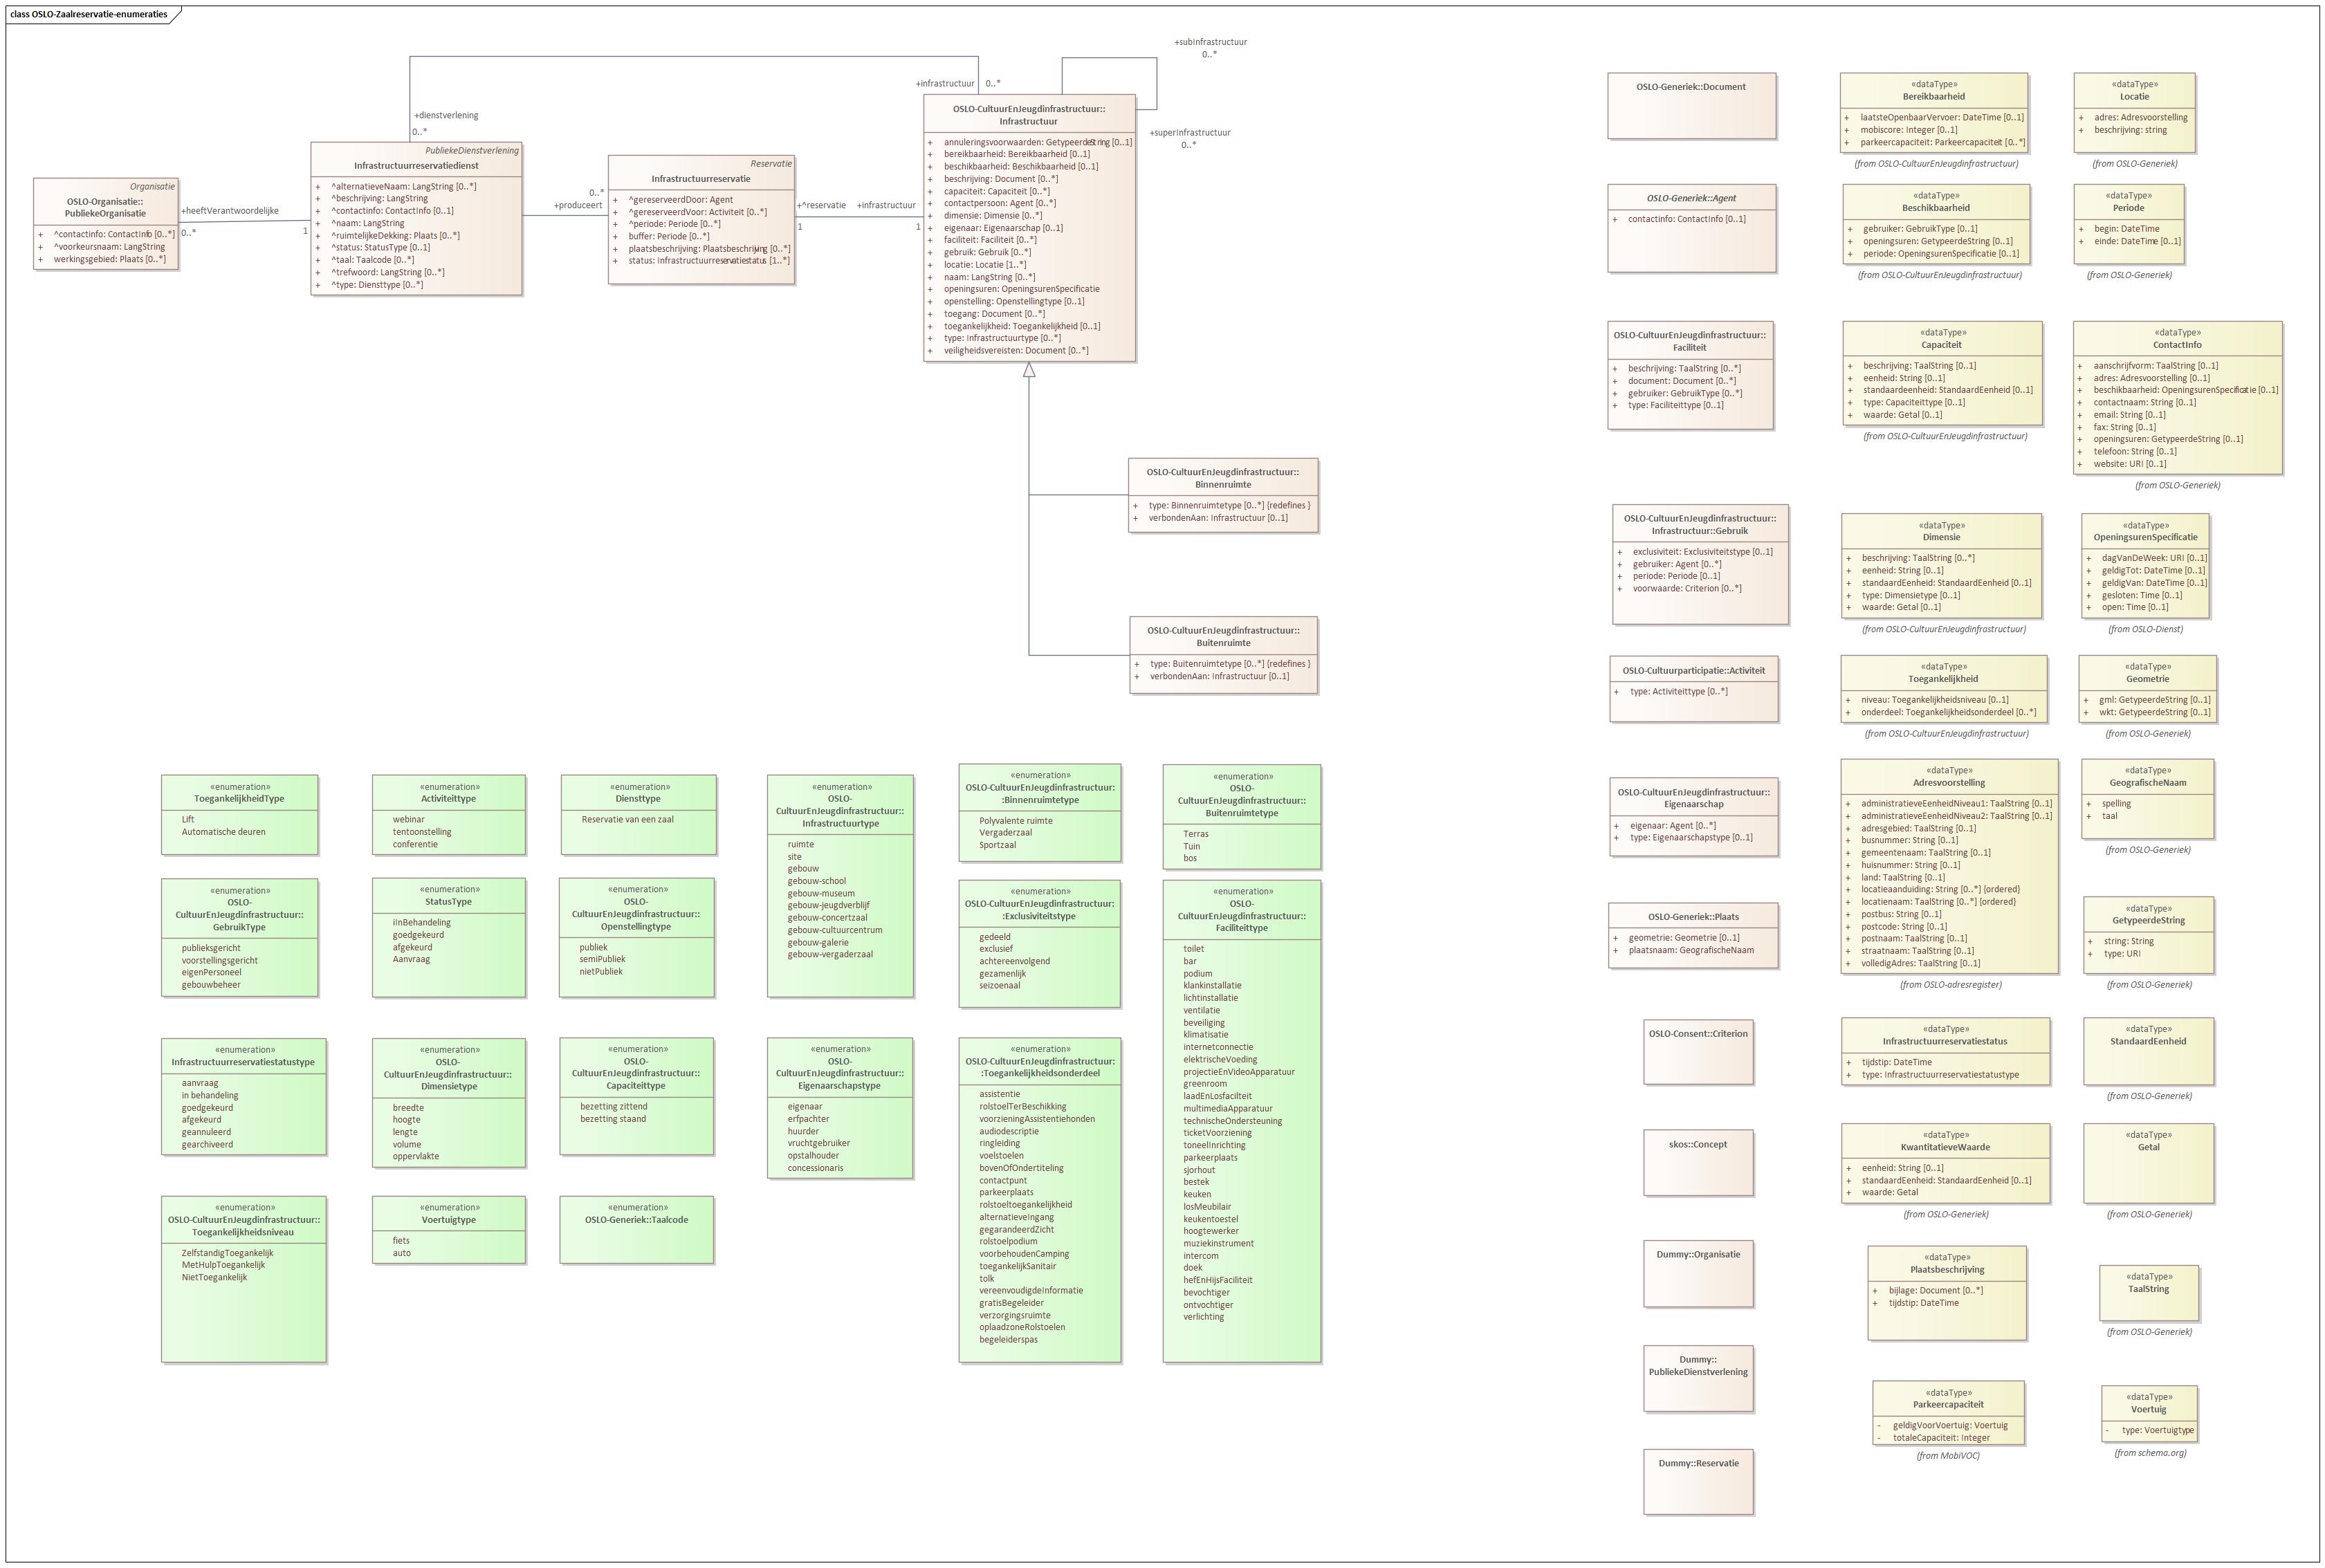 class OSLO-Zaalreservatie-enumeraties
+subInfrastructuur
0..*
+superInfrastructuur
0..*
+infrastructuur
0..*
+dienstverlening
0..*
Organisatie
OSLO-Organisatie::
PubliekeOrganisatie
+ ^contactinfo: ContactInfo [0..*]
+ ^voorkeursnaam: LangString
+ werkingsgebied: Plaats [0..*]
+heeftVerantwoordelijke
0..*
1
PubliekeDienstverlening
Infrastructuurreservatiedienst
+ ^alternatieveNaam: LangString [0..*]
+ ^beschrijving: LangString
+ ^contactinfo: ContactInfo [0..1]
+ ^naam: LangString
+ ^ruimtelijkeDekking: Plaats [0..*]
+ ^status: StatusType [0..1]
+ ^taal: Taalcode [0..*]
+ ^trefwoord: LangString [0..*]
+ ^type: Diensttype [0..*]
0..*
+produceert
Reservatie
Infrastructuurreservatie
+ ^gereserveerdDoor: Agent
+ ^gereserveerdVoor: Activiteit [0..*]
+ ^periode: Periode [0..*]
+ buffer: Periode [0..*]
+ plaatsbeschrijving: Plaatsbeschrijving [0..*]
+ status: Infrastructuurreservatiestatus [1..*]
+^reservatie
1
+infrastructuur
1
OSLO-CultuurEnJeugdinfrastructuur::
Infrastructuur
+ annuleringsvoorwaarden: GetypeerdeString [0..1]
+ bereikbaarheid: Bereikbaarheid [0..1]
+ beschikbaarheid: Beschikbaarheid [0..1]
+ beschrijving: Document [0..*]
+ capaciteit: Capaciteit [0..*]
+ contactpersoon: Agent [0..*]
+ dimensie: Dimensie [0..*]
+ eigenaar: Eigenaarschap [0..1]
+ faciliteit: Faciliteit [0..*]
+ gebruik: Gebruik [0..*]
+ locatie: Locatie [1..*]
+ naam: LangString [0..*]
+ openingsuren: OpeningsurenSpecificatie
+ openstelling: Openstellingtype [0..1]
+ toegang: Document [0..*]
+ toegankelijkheid: Toegankelijkheid [0..1]
+ type: Infrastructuurtype [0..*]
+ veiligheidsvereisten: Document [0..*]
OSLO-CultuurEnJeugdinfrastructuur::
Binnenruimte
+ type: Binnenruimtetype [0..*] {redefines }
+ verbondenAan: Infrastructuur [0..1]
OSLO-CultuurEnJeugdinfrastructuur::
Buitenruimte
+ type: Buitenruimtetype [0..*] {redefines }
+ verbondenAan: Infrastructuur [0..1]
«enumeration»
ToegankelijkheidType
Lift
Automatische deuren
«enumeration»
Activiteittype
webinar
tentoonstelling
conferentie
«enumeration»
Diensttype
Reservatie van een zaal
«enumeration»
OSLO-
CultuurEnJeugdinfrastructuur::
Infrastructuurtype
ruimte
site
gebouw
gebouw-school
gebouw-museum
gebouw-jeugdverblijf
gebouw-concertzaal
gebouw-cultuurcentrum
gebouw-galerie
gebouw-vergaderzaal
«enumeration»
OSLO-CultuurEnJeugdinfrastructuur:
:Binnenruimtetype
Polyvalente ruimte
Vergaderzaal
Sportzaal
«enumeration»
OSLO-
CultuurEnJeugdinfrastructuur::
Buitenruimtetype
Terras
Tuin
bos
«enumeration»
OSLO-
CultuurEnJeugdinfrastructuur::
GebruikType
publieksgericht
voorstellingsgericht
eigenPersoneel
gebouwbeheer
«enumeration»
StatusType
iInBehandeling
goedgekeurd
afgekeurd
Aanvraag
«enumeration»
OSLO-
CultuurEnJeugdinfrastructuur::
Openstellingtype
publiek
semiPubliek
nietPubliek
«enumeration»
OSLO-CultuurEnJeugdinfrastructuur:
:Exclusiviteitstype
gedeeld
exclusief
achtereenvolgend
gezamenlijk
seizoenaal
«enumeration»
OSLO-
CultuurEnJeugdinfrastructuur::
Faciliteittype
toilet
bar
podium
klankinstallatie
lichtinstallatie
ventilatie
beveiliging
klimatisatie
internetconnectie
elektrischeVoeding
projectieEnVideoApparatuur
greenroom
laadEnLosfacilteit
multimediaApparatuur
technischeOndersteuning
ticketVoorziening
toneelInrichting
parkeerplaats
sjorhout
bestek
keuken
losMeubilair
keukentoestel
hoogtewerker
muziekinstrument
intercom
doek
hefEnHijsFaciliteit
bevochtiger
ontvochtiger
verlichting
«enumeration»
Infrastructuurreservatiestatustype
aanvraag
in behandeling
goedgekeurd
afgekeurd
geannuleerd
gearchiveerd
«enumeration»
OSLO-
CultuurEnJeugdinfrastructuur::
Dimensietype
breedte
hoogte
lengte
volume
oppervlakte
«enumeration»
OSLO-
CultuurEnJeugdinfrastructuur::
Capaciteittype
bezetting zittend
bezetting staand
«enumeration»
OSLO-
CultuurEnJeugdinfrastructuur::
Eigenaarschapstype
eigenaar
erfpachter
huurder
vruchtgebruiker
opstalhouder
concessionaris
«enumeration»
OSLO-CultuurEnJeugdinfrastructuur:
:Toegankelijkheidsonderdeel
assistentie
rolstoelTerBeschikking
voorzieningAssistentiehonden
audiodescriptie
ringleiding
voelstoelen
bovenOfOndertiteling
contactpunt
parkeerplaats
rolstoeltoegankelijkheid
alternatieveIngang
gegarandeerdZicht
rolstoelpodium
voorbehoudenCamping
toegankelijkSanitair
tolk
vereenvoudigdeInformatie
gratisBegeleider
verzorgingsruimte
oplaadzoneRolstoelen
begeleiderspas
«enumeration»
OSLO-CultuurEnJeugdinfrastructuur::
Toegankelijkheidsniveau
ZelfstandigToegankelijk
MetHulpToegankelijk
NietToegankelijk
«enumeration»
Voertuigtype
fiets
auto
«enumeration»
OSLO-Generiek::Taalcode
OSLO-Generiek::Document
«dataType»
Bereikbaarheid
+ laatsteOpenbaarVervoer: DateTime [0..1]
+ mobiscore: Integer [0..1]
+ parkeercapaciteit: Parkeercapaciteit [0..*]
(from OSLO-CultuurEnJeugdinfrastructuur)
«dataType»
Locatie
+ adres: Adresvoorstelling
+ beschrijving: string
(from OSLO-Generiek)
OSLO-Generiek::Agent
+ contactinfo: ContactInfo [0..1]
«dataType»
Beschikbaarheid
+ gebruiker: GebruikType [0..1]
+ openingsuren: GetypeerdeString [0..1]
+ periode: OpeningsurenSpecificatie [0..1]
(from OSLO-CultuurEnJeugdinfrastructuur)
«dataType»
Periode
+ begin: DateTime
+ einde: DateTime [0..1]
(from OSLO-Generiek)
OSLO-CultuurEnJeugdinfrastructuur::
Faciliteit
+ beschrijving: TaalString [0..*]
+ document: Document [0..*]
+ gebruiker: GebruikType [0..*]
+ type: Faciliteittype [0..1]
«dataType»
Capaciteit
+ beschrijving: TaalString [0..1]
+ eenheid: String [0..1]
+ standaardeenheid: StandaardEenheid [0..1]
+ type: Capaciteittype [0..1]
+ waarde: Getal [0..1]
(from OSLO-CultuurEnJeugdinfrastructuur)
«dataType»
ContactInfo
+ aanschrijfvorm: TaalString [0..1]
+ adres: Adresvoorstelling [0..1]
+ beschikbaarheid: OpeningsurenSpecificatie [0..1]
+ contactnaam: String [0..1]
+ email: String [0..1]
+ fax: String [0..1]
+ openingsuren: GetypeerdeString [0..1]
+ telefoon: String [0..1]
+ website: URI [0..1]
(from OSLO-Generiek)
OSLO-CultuurEnJeugdinfrastructuur::
Infrastructuur::Gebruik
+ exclusiviteit: Exclusiviteitstype [0..1]
+ gebruiker: Agent [0..*]
+ periode: Periode [0..1]
+ voorwaarde: Criterion [0..*]
«dataType»
Dimensie
+ beschrijving: TaalString [0..*]
+ eenheid: String [0..1]
+ standaardEenheid: StandaardEenheid [0..1]
+ type: Dimensietype [0..1]
+ waarde: Getal [0..1]
(from OSLO-CultuurEnJeugdinfrastructuur)
«dataType»
OpeningsurenSpecificatie
+ dagVanDeWeek: URI [0..1]
+ geldigTot: DateTime [0..1]
+ geldigVan: DateTime [0..1]
+ gesloten: Time [0..1]
+ open: Time [0..1]
(from OSLO-Dienst)
OSLO-Cultuurparticipatie::Activiteit
+ type: Activiteittype [0..*]
«dataType»
Toegankelijkheid
+ niveau: Toegankelijkheidsniveau [0..1]
+ onderdeel: Toegankelijkheidsonderdeel [0..*]
(from OSLO-CultuurEnJeugdinfrastructuur)
«dataType»
Geometrie
+ gml: GetypeerdeString [0..1]
+ wkt: GetypeerdeString [0..1]
(from OSLO-Generiek)
OSLO-CultuurEnJeugdinfrastructuur::
Eigenaarschap
+ eigenaar: Agent [0..*]
+ type: Eigenaarschapstype [0..1]
«dataType»
Adresvoorstelling
+ administratieveEenheidNiveau1: TaalString [0..1]
+ administratieveEenheidNiveau2: TaalString [0..1]
+ adresgebied: TaalString [0..1]
+ busnummer: String [0..1]
+ gemeentenaam: TaalString [0..1]
+ huisnummer: String [0..1]
+ land: TaalString [0..1]
+ locatieaanduiding: String [0..*] {ordered}
+ locatienaam: TaalString [0..*] {ordered}
+ postbus: String [0..1]
+ postcode: String [0..1]
+ postnaam: TaalString [0..1]
+ straatnaam: TaalString [0..1]
+ volledigAdres: TaalString [0..1]
(from OSLO-adresregister)
«dataType»
GeografischeNaam
+ spelling
+ taal
(from OSLO-Generiek)
OSLO-Generiek::Plaats
+ geometrie: Geometrie [0..1]
+ plaatsnaam: GeografischeNaam
«dataType»
GetypeerdeString
+ string: String
+ type: URI
(from OSLO-Generiek)
OSLO-Consent::Criterion
«dataType»
Infrastructuurreservatiestatus
+ tijdstip: DateTime
+ type: Infrastructuurreservatiestatustype
«dataType»
StandaardEenheid
(from OSLO-Generiek)
skos::Concept
«dataType»
KwantitatieveWaarde
+ eenheid: String [0..1]
+ standaardEenheid: StandaardEenheid [0..1]
+ waarde: Getal
(from OSLO-Generiek)
«dataType»
Getal
(from OSLO-Generiek)
Dummy::Organisatie
«dataType»
Plaatsbeschrijving
+ bijlage: Document [0..*]
+ tijdstip: DateTime
«dataType»
TaalString
(from OSLO-Generiek)
Dummy::
PubliekeDienstverlening
«dataType»
Parkeercapaciteit
- geldigVoorVoertuig: Voertuig
- totaleCapaciteit: Integer
(from MobiVOC)
«dataType»
Voertuig
- type: Voertuigtype
(from schema.org)
Dummy::Reservatie